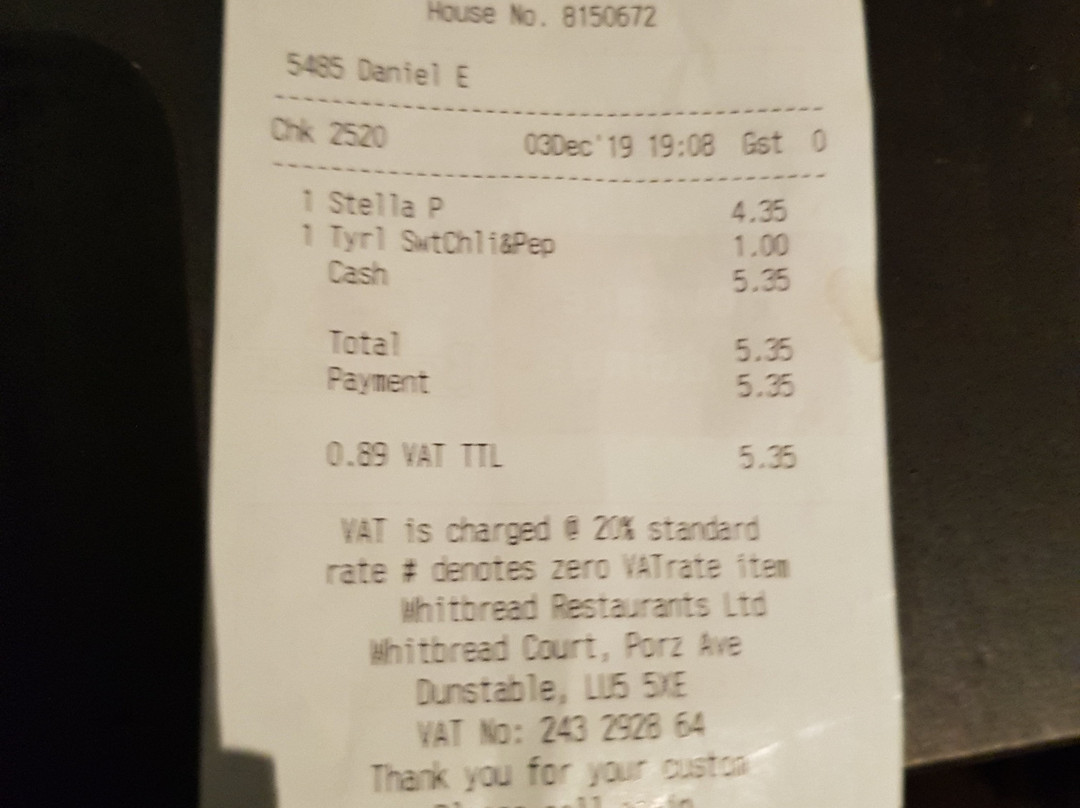 House No. 8150672
5485 Daniel E
Chk 2520 03Dec'19 19:08 Gst 0
1 Stella P 4.35
1 Tyrl SwtChli&Pep 1.00
Cash 5.35
Total 5.35
Payment 5.35
0.89 VAT TTL 5.35
VAT is charged @ 20% standard
rate # denotes zero VATrate item
Whitbread Restaurants Ltd
Whitbread Court, Porz Ave
Dunstable, LU5 5XE
VAT No: 243 2928 64
Thank you for your custom